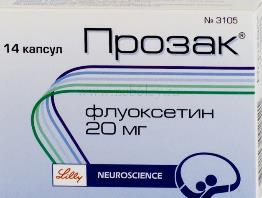 № 3105
14 капсул
Прозак®
флуоксетин
20 мг
Lilly
NEUROSCIENCE